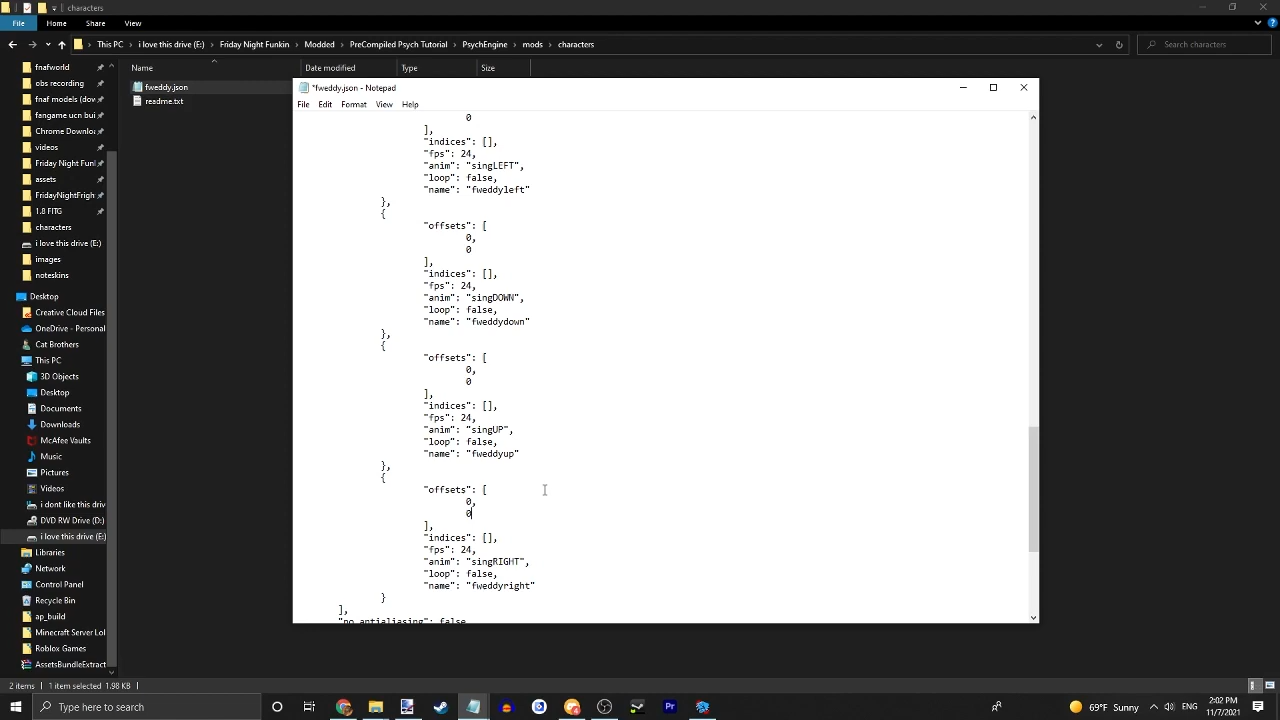 characters
File
Home
Share
View
This PC
i love this drive (E:)
Friday Night Funkin
Modded
PreCompiled Psych Tutorial
PsychEngine
mods
characters
Search characters
Name
Date modified
Type
Size
fnafworld
obs recording
fnaf models (dow
fangame ucn bui
Chrome Downloa
videos
Friday Night Funl
assets
FridayNightFrigh
1.8 FITG
characters
i love this drive (E:)
images
noteskins
Desktop
Creative Cloud Files
OneDrive - Personal
Cat Brothers
This PC
3D Objects
Desktop
Documents
Downloads
McAfee Vaults
Music
Pictures
Videos
i dont like this driv
DVD RW Drive (D:)
i love this drive (E:)
Libraries
Network
Control Panel
Recycle Bin
ap_build
Minecraft Server Lol
Roblox Games
AssetsBundleExtract
fweddy.json
readme.txt
*fweddy.json - Notepad
File
Edit
Format
View
Help
0
],
"indices": [],
"fps": 24,
"anim": "singLEFT",
"loop": false,
"name": "fweddyleft"
},
{
"offsets": [
0,
0
],
"indices": [],
"fps": 24,
"anim": "singDOWN",
"loop": false,
"name": "fweddydown"
},
{
"offsets": [
0,
0
],
"indices": [],
"fps": 24,
"anim": "singUP",
"loop": false,
"name": "fweddyup"
},
{
"offsets": [
0,
0
],
"indices": [],
"fps": 24,
"anim": "singRIGHT",
"loop": false,
"name": "fweddyright"
}
],
"no_antialiasing": false,
2 items
1 item selected 1.98 KB
Type here to search
69°F Sunny
ENG
2:02 PM
11/7/2021